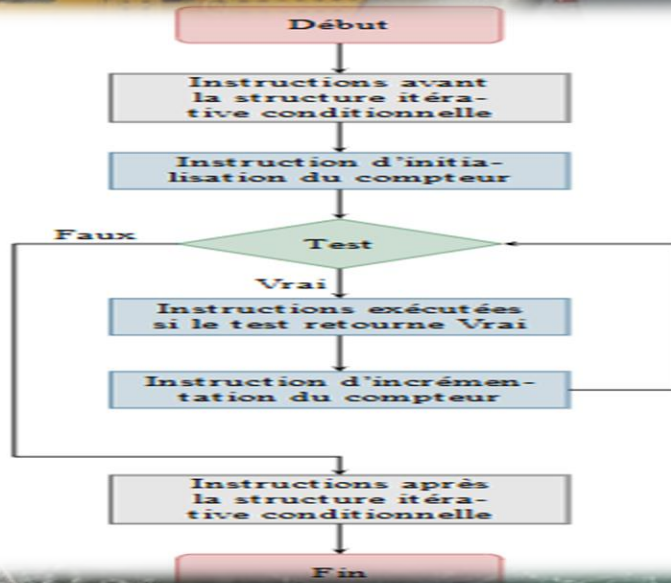 Début
Instructions avant
la structure itéra-
tive conditionnelle
Instruction d'initia-
lisation du compteur
Faux
Test
Vrai
Instructions exécutées
si le test retourne Vrai
Instruction d'incrémen-
tation du compteur
Instructions après
la structure itéra-
tive conditionnelle
Fin